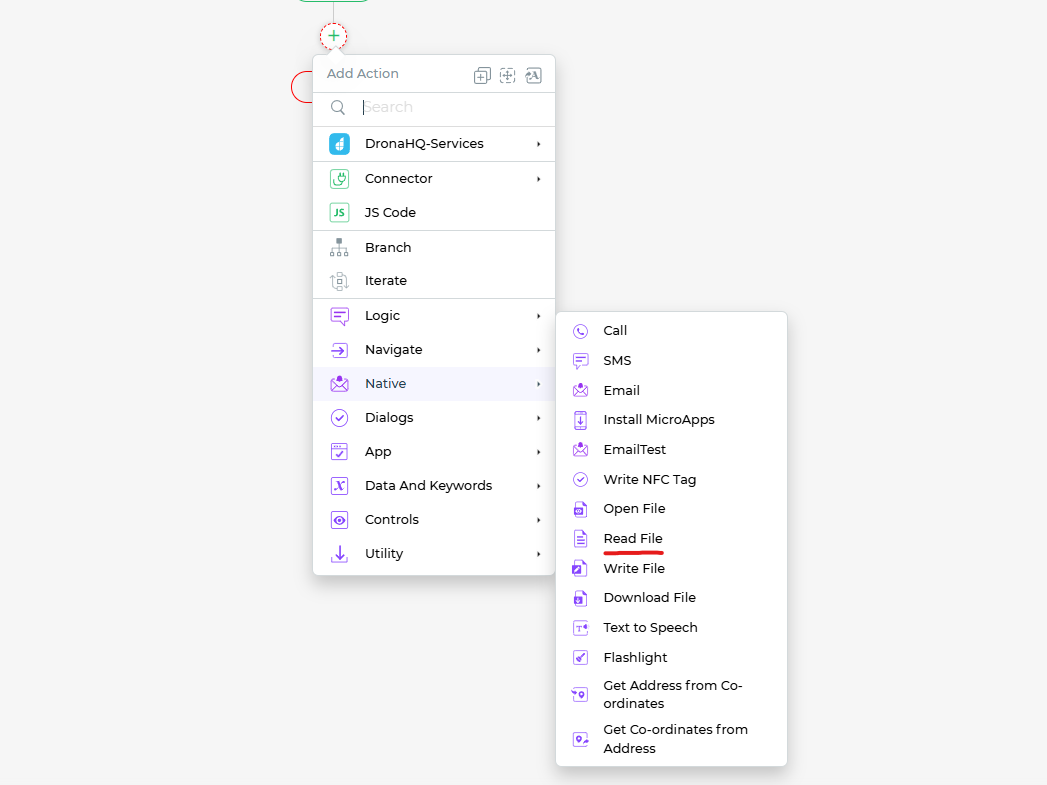 Add Action
Search
DronaHQ-Services
Connector
JS Code
Branch
Iterate
Logic
Navigate
Native
Dialogs
App
Data And Keywords
Controls
Utility
Call
SMS
Email
Install MicroApps
EmailTest
Write NFC Tag
Open File
Read File
Write File
Download File
Text to Speech
Flashlight
Get Address from Co-
ordinates
Get Co-ordinates from
Address